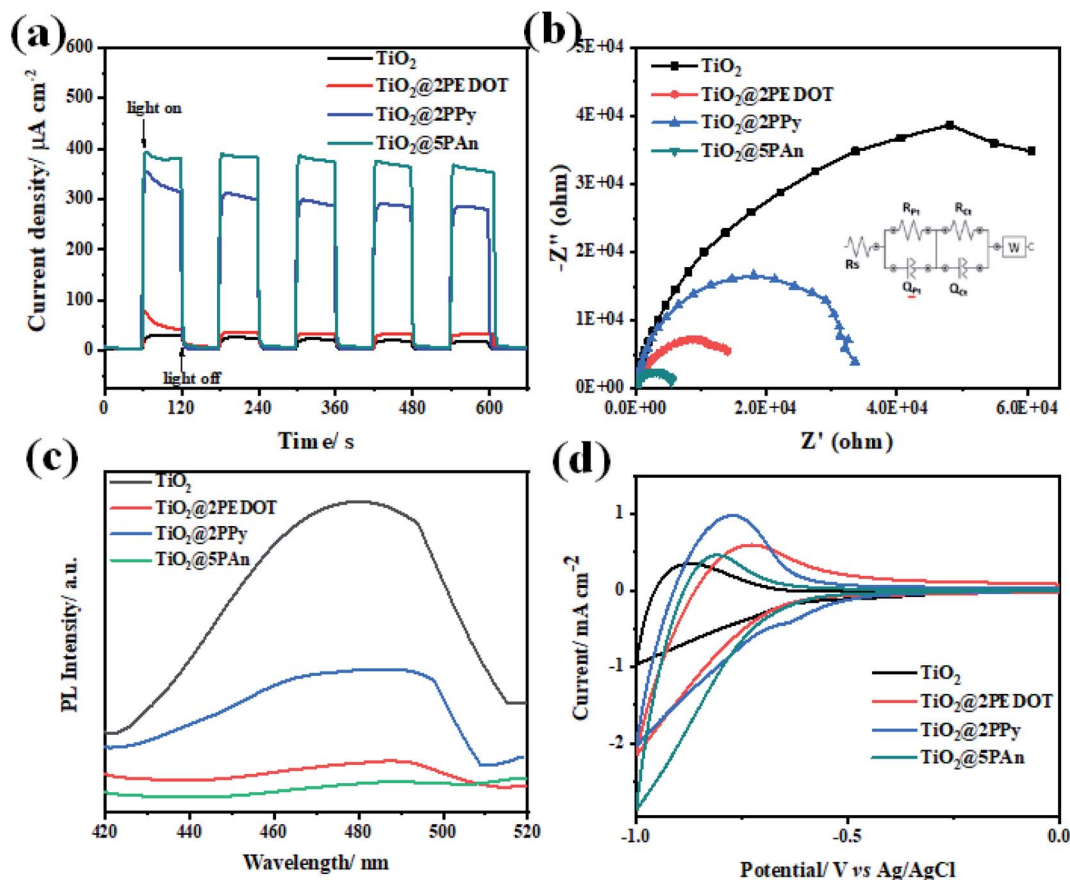 (a)
600
500
400
300
200
100
0
Current density/ μA cm⁻²
TiO₂
TiO₂@2PEDOT
TiO₂@2PPy
TiO₂@5PAn
light on
light off
0 120 240 360 480 600
Time/ s
(b)
5E+04
4E+04
3E+04
2E+04
1E+04
0E+00
-Z'' (ohm)
TiO₂
TiO₂@2PEDOT
TiO₂@2PPy
TiO₂@5PAn
Rs
R_Pt
R_Ct
Q_Pt
Q_Ct
W
0.0E+00 2.0E+04 4.0E+04 6.0E+04
Z' (ohm)
(c)
PL Intensity/ a.u.
TiO₂
TiO₂@2PEDOT
TiO₂@2PPy
TiO₂@5PAn
420 440 460 480 500 520
Wavelength/ nm
(d)
1
0
-1
-2
Current/ mA cm⁻²
TiO₂
TiO₂@2PEDOT
TiO₂@2PPy
TiO₂@5PAn
-1.0 -0.5 0.0
Potential/ V vs Ag/AgCl